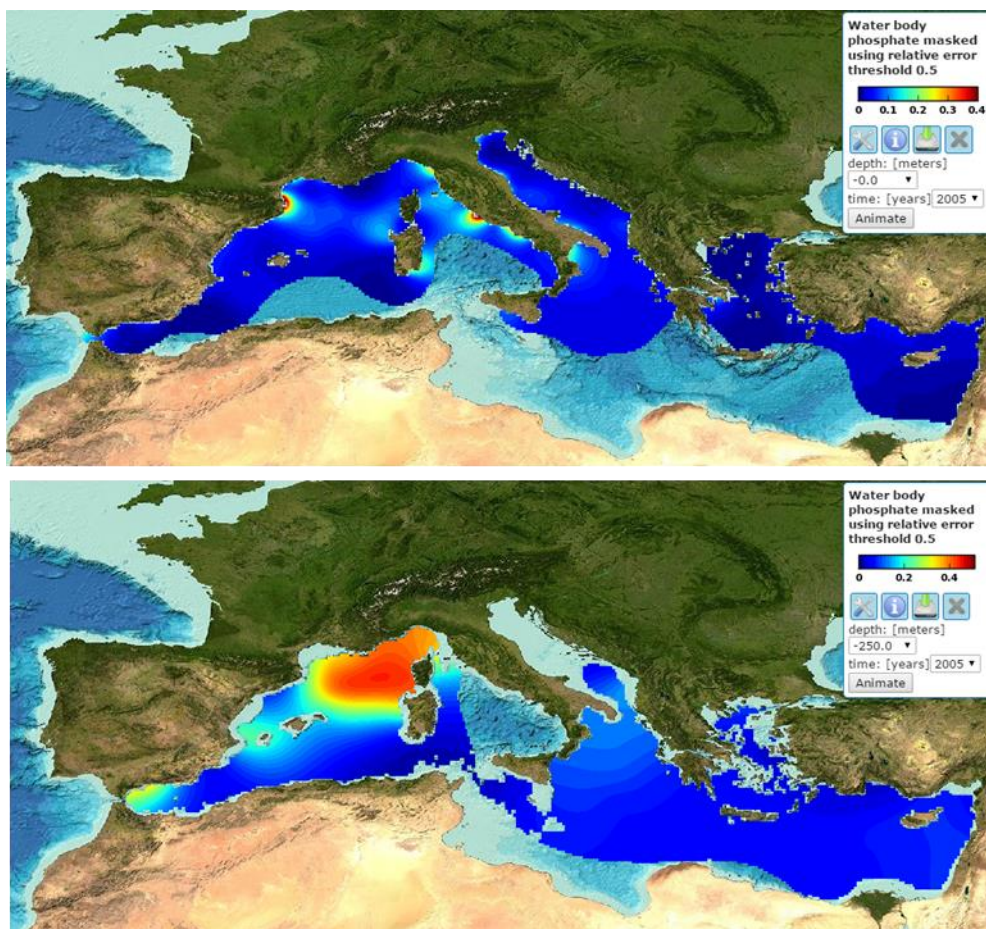 Water body
phosphate masked
using relative error
threshold 0.5
0 0.1 0.2 0.3 0.4
depth: [meters]
-0.0
time: [years] 2005
Animate
Water body
phosphate masked
using relative error
threshold 0.5
0 0.2 0.4
depth: [meters]
-250.0
time: [years] 2005
Animate